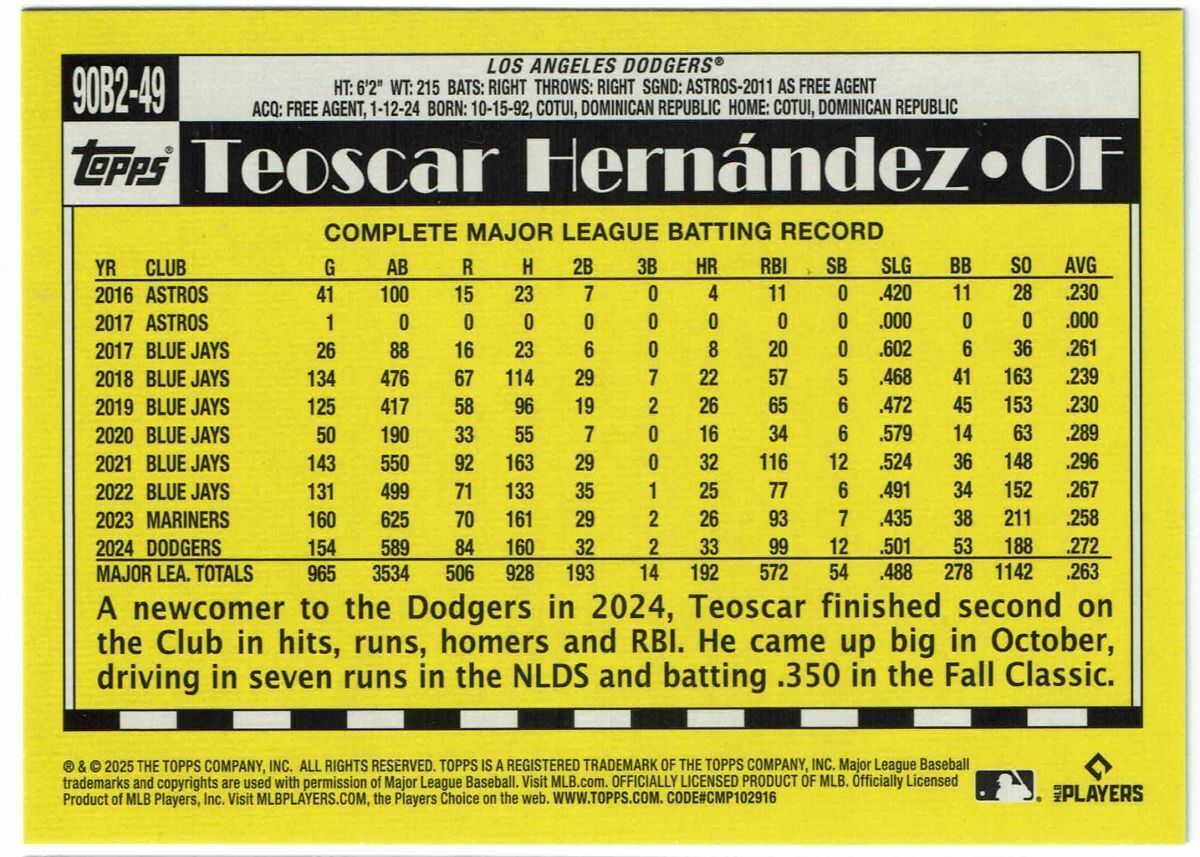 90B2-49
LOS ANGELES DODGERS®
HT: 6'2" WT: 215 BATS: RIGHT THROWS: RIGHT SGND: ASTROS-2011 AS FREE AGENT
ACQ: FREE AGENT, 1-12-24 BORN: 10-15-92, COTUI, DOMINICAN REPUBLIC HOME: COTUI, DOMINICAN REPUBLIC
TOPPS® Teoscar Hernández • OF
COMPLETE MAJOR LEAGUE BATTING RECORD
YR CLUB G AB R H 2B 3B HR RBI SB SLG BB SO AVG
2016 ASTROS 41 100 15 23 7 0 4 11 0 .420 11 28 .230
2017 ASTROS 1 0 0 0 0 0 0 0 0 .000 0 0 .000
2017 BLUE JAYS 26 88 16 23 6 0 8 20 0 .602 6 36 .261
2018 BLUE JAYS 134 476 67 114 29 7 22 57 5 .468 41 163 .239
2019 BLUE JAYS 125 417 58 96 19 2 26 65 6 .472 45 153 .230
2020 BLUE JAYS 50 190 33 55 7 0 16 34 6 .579 14 63 .289
2021 BLUE JAYS 143 550 92 163 29 0 32 116 12 .524 36 148 .296
2022 BLUE JAYS 131 499 71 133 35 1 25 77 6 .491 34 152 .267
2023 MARINERS 160 625 70 161 29 2 26 93 7 .435 38 211 .258
2024 DODGERS 154 589 84 160 32 2 33 99 12 .501 53 188 .272
MAJOR LEA. TOTALS 965 3534 506 928 193 14 192 572 54 .488 278 1142 .263
A newcomer to the Dodgers in 2024, Teoscar finished second on
the Club in hits, runs, homers and RBI. He came up big in October,
driving in seven runs in the NLDS and batting .350 in the Fall Classic.
® & © 2025 THE TOPPS COMPANY, INC. ALL RIGHTS RESERVED. TOPPS IS A REGISTERED TRADEMARK OF THE TOPPS COMPANY, INC. Major League Baseball
trademarks and copyrights are used with permission of Major League Baseball. Visit MLB.com. OFFICIALLY LICENSED PRODUCT OF MLB. Officially Licensed
Product of MLB Players, Inc. Visit MLBPLAYERS.COM, the Players Choice on the web. WWW.TOPPS.COM. CODE#CMP102916
MLB PLAYERS